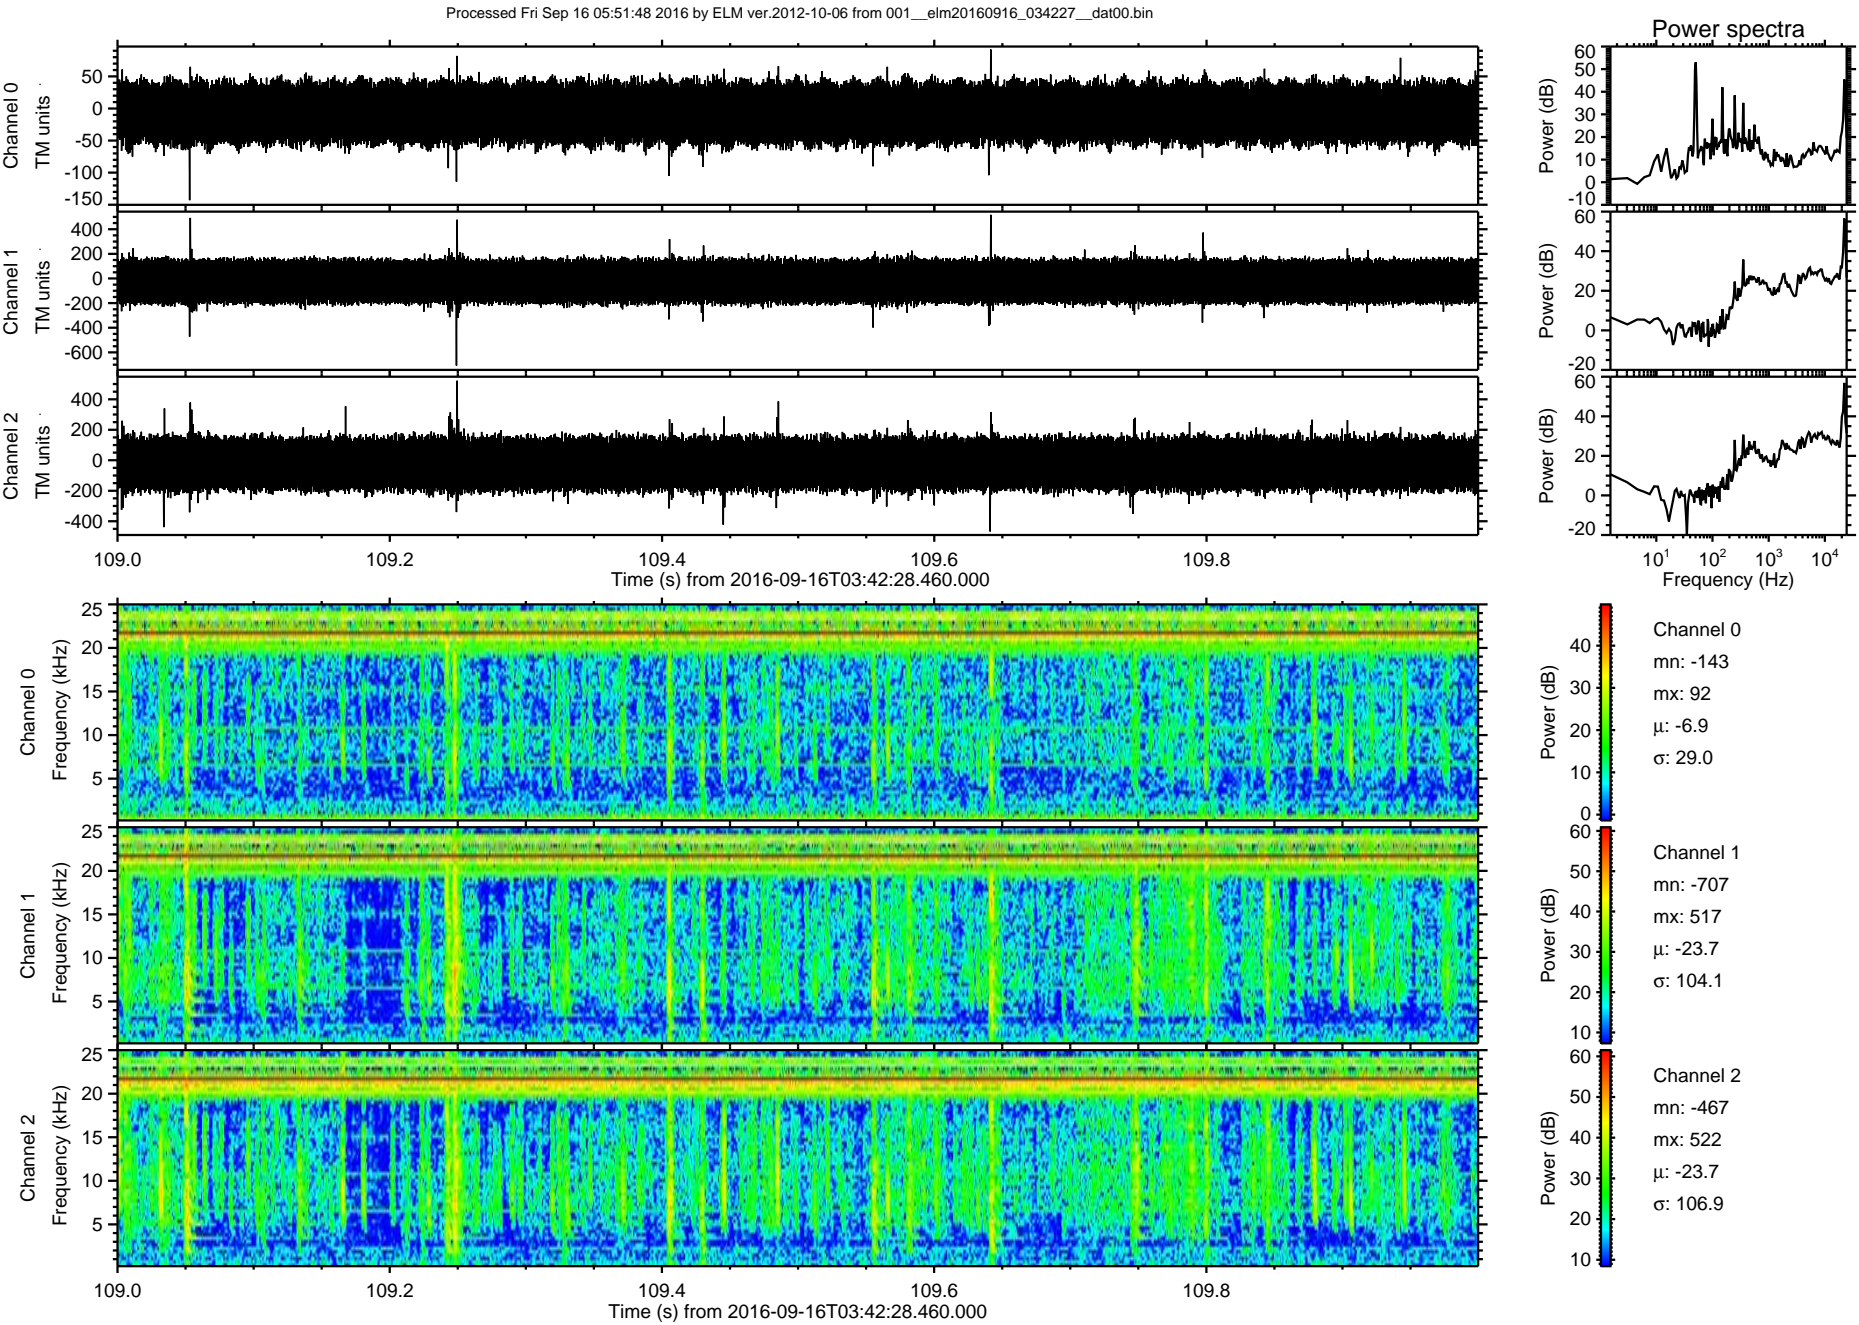 Processed Fri Sep 16 05:51:48 2016 by ELM ver.2012-10-06 from 001__elm20160916_034227__dat00.bin
Power spectra
Channel 0
TM units
50
0
-50
-100
-150
Power (dB)
60
50
40
30
20
10
0
-10
Channel 1
TM units
400
200
0
-200
-400
-600
Power (dB)
60
40
20
0
-20
Channel 2
TM units
400
200
0
-200
-400
Power (dB)
60
40
20
0
-20
109.0 109.2 109.4 109.6 109.8
Time (s) from 2016-09-16T03:42:28.460.000
10^1 10^2 10^3 10^4
Frequency (Hz)
Channel 0
Frequency (kHz)
25
20
15
10
5
Power (dB)
40
30
20
10
0
Channel 0
mn: -143
mx: 92
µ: -6.9
σ: 29.0
Channel 1
Frequency (kHz)
25
20
15
10
5
Power (dB)
60
50
40
30
20
10
Channel 1
mn: -707
mx: 517
µ: -23.7
σ: 104.1
Channel 2
Frequency (kHz)
25
20
15
10
5
Power (dB)
60
50
40
30
20
10
Channel 2
mn: -467
mx: 522
µ: -23.7
σ: 106.9
109.0 109.2 109.4 109.6 109.8
Time (s) from 2016-09-16T03:42:28.460.000